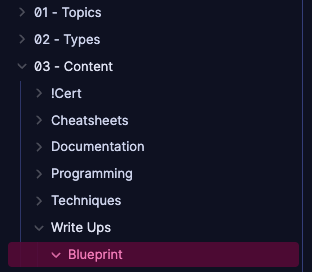 01 - Topics
02 - Types
03 - Content
!Cert
Cheatsheets
Documentation
Programming
Techniques
Write Ups
Blueprint